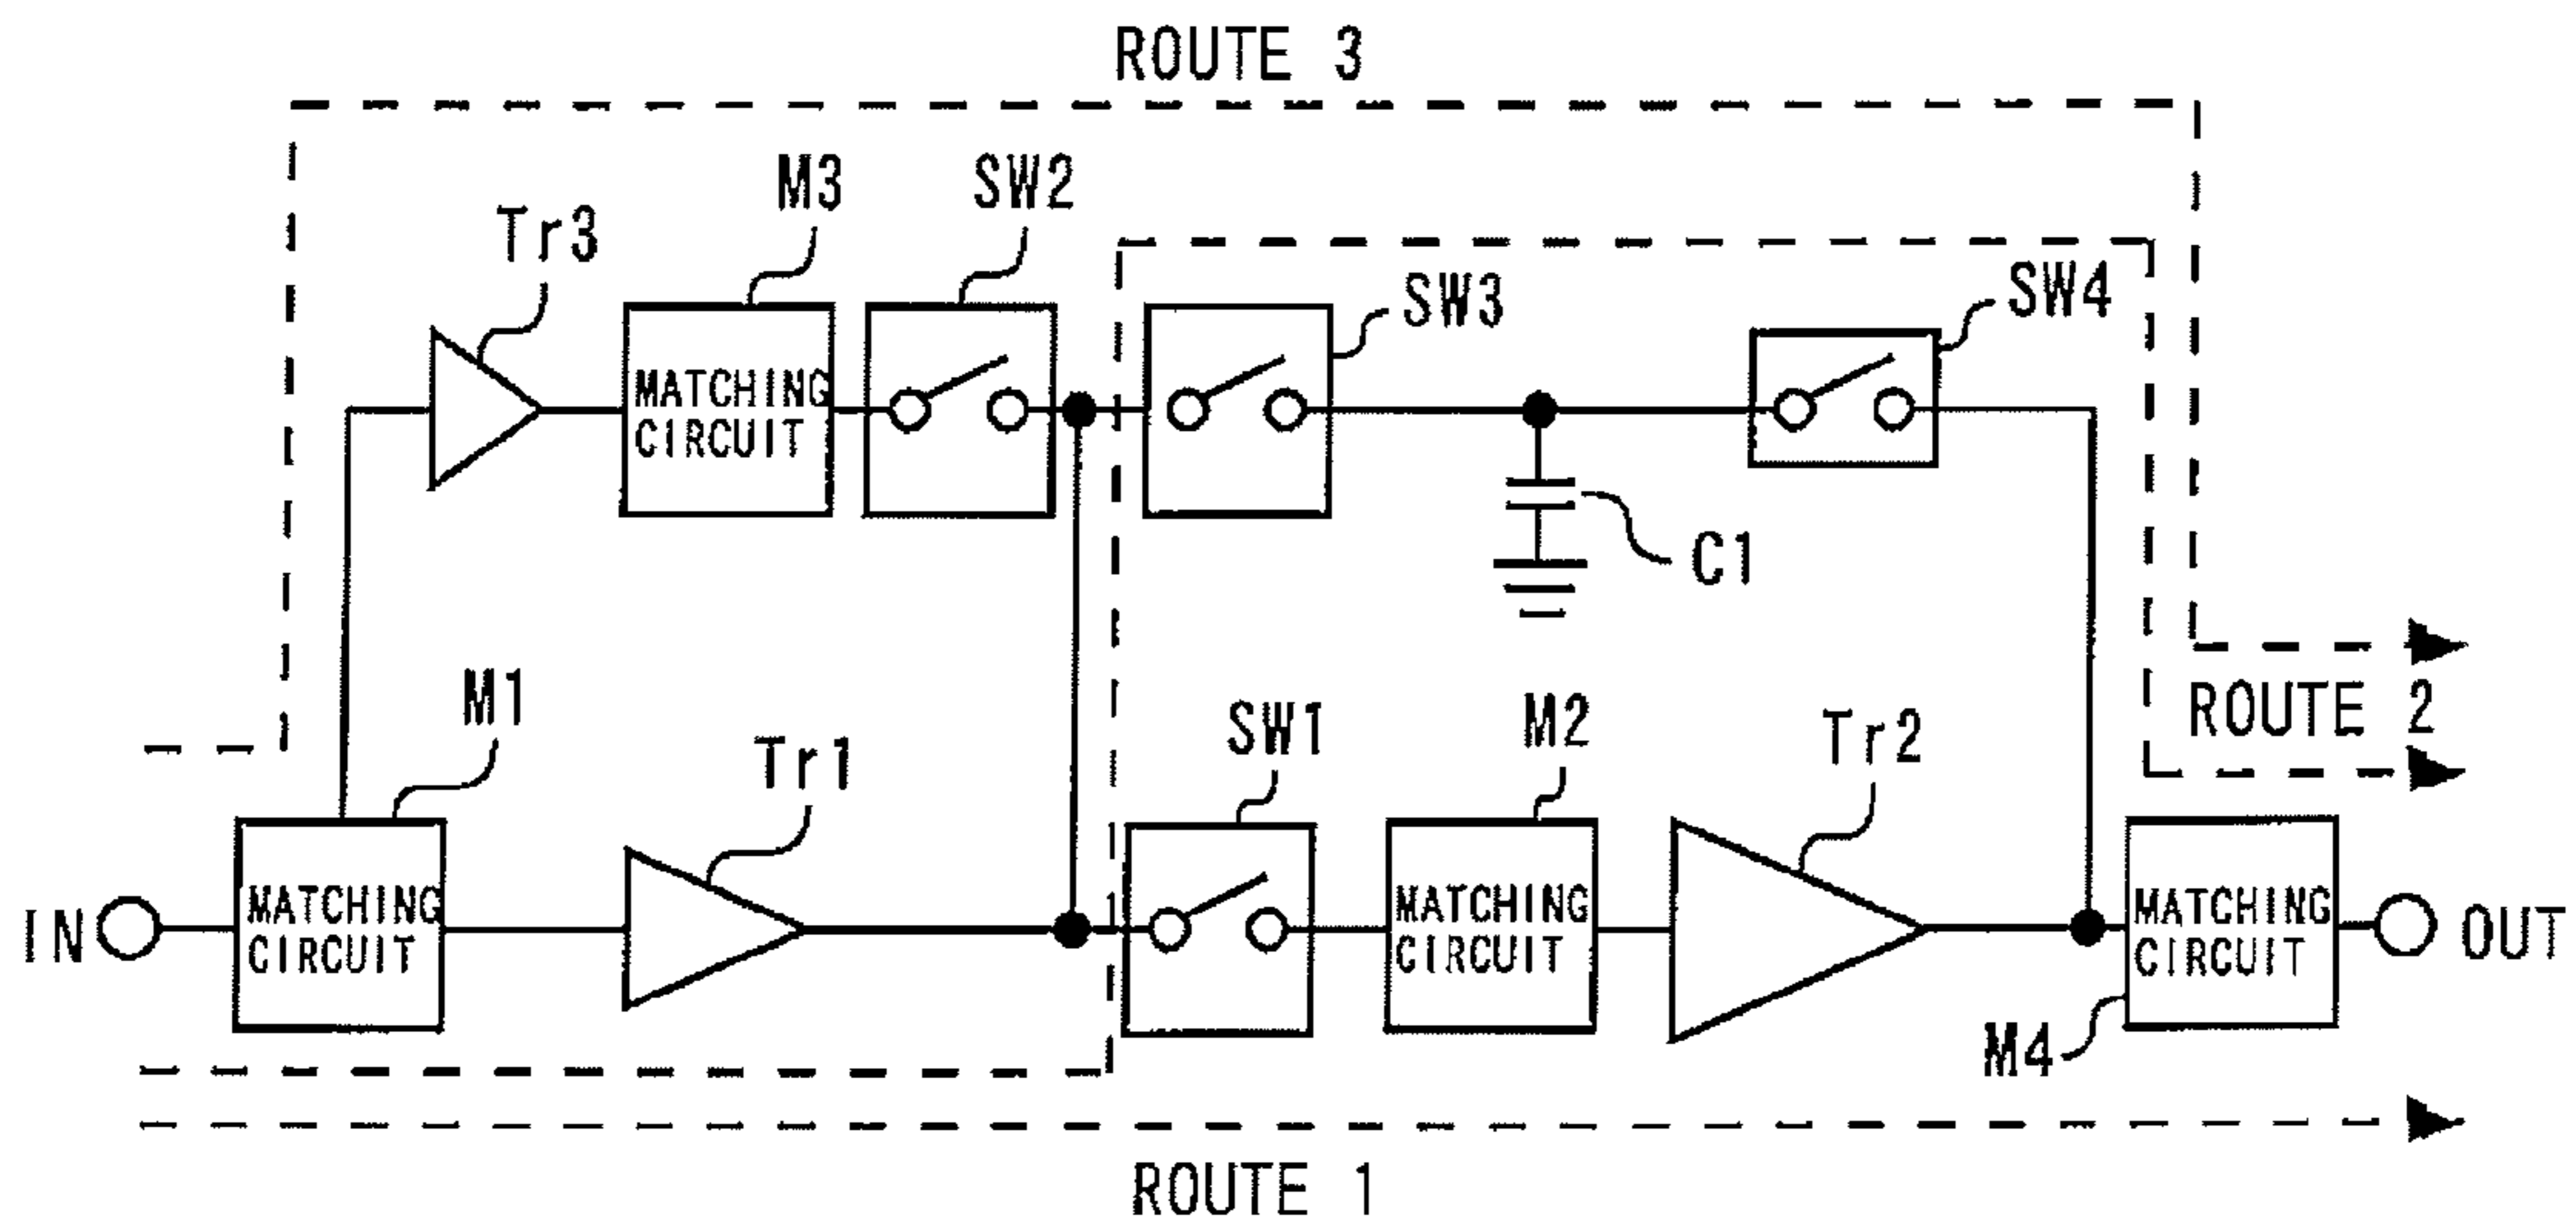 ROUTE 3
M3
SW2
Tr3
SW3
SW4
MATCHING
CIRCUIT
C1
M1
Tr1
SW1
M2
Tr2
ROUTE 2
IN
MATCHING
CIRCUIT
MATCHING
CIRCUIT
MATCHING
CIRCUIT
OUT
M4
ROUTE 1